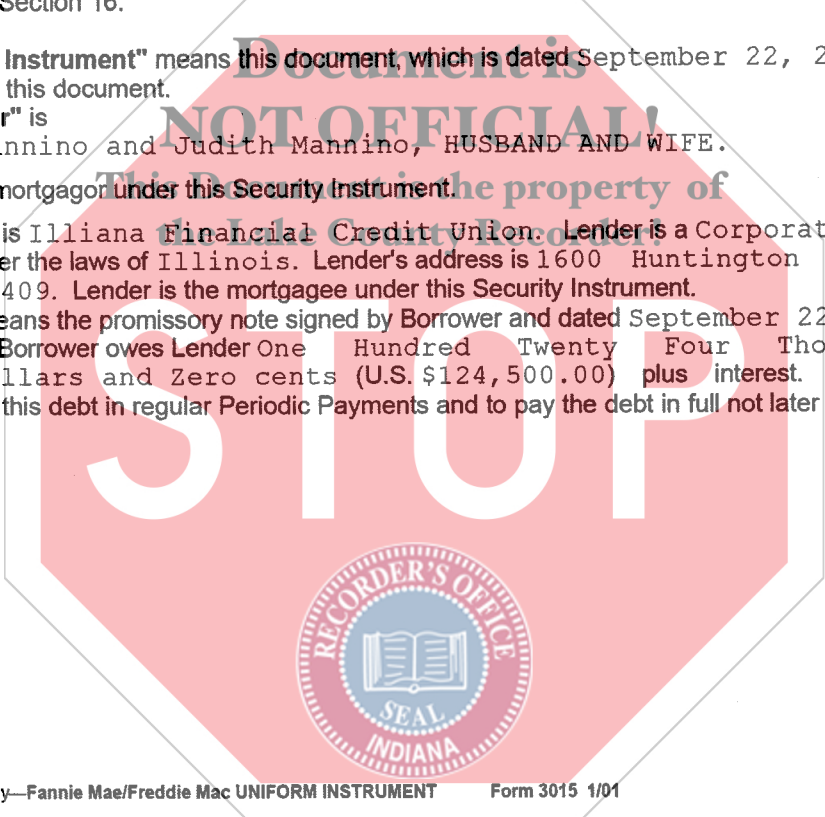 Section 16.
Instrument" means this document, which is dated September 22, 2
this document.
r" is
nnino and Judith Mannino, HUSBAND AND WIFE.
mortgagor under this Security Instrument.
is Illiana Financial Credit Union. Lender is a Corporat
er the laws of Illinois. Lender's address is 1600 Huntington
409. Lender is the mortgagee under this Security Instrument.
eans the promissory note signed by Borrower and dated September 22
Borrower owes Lender One Hundred Twenty Four Tho
llars and Zero cents (U.S. $124,500.00) plus interest.
this debt in regular Periodic Payments and to pay the debt in full not later
Document is
NOT OFFICIAL!
This Document is the property of
the Lake County Recorder!
STOP
RECORDER'S OFFICE
SEAL
INDIANA
y—Fannie Mae/Freddie Mac UNIFORM INSTRUMENT Form 3015 1/01